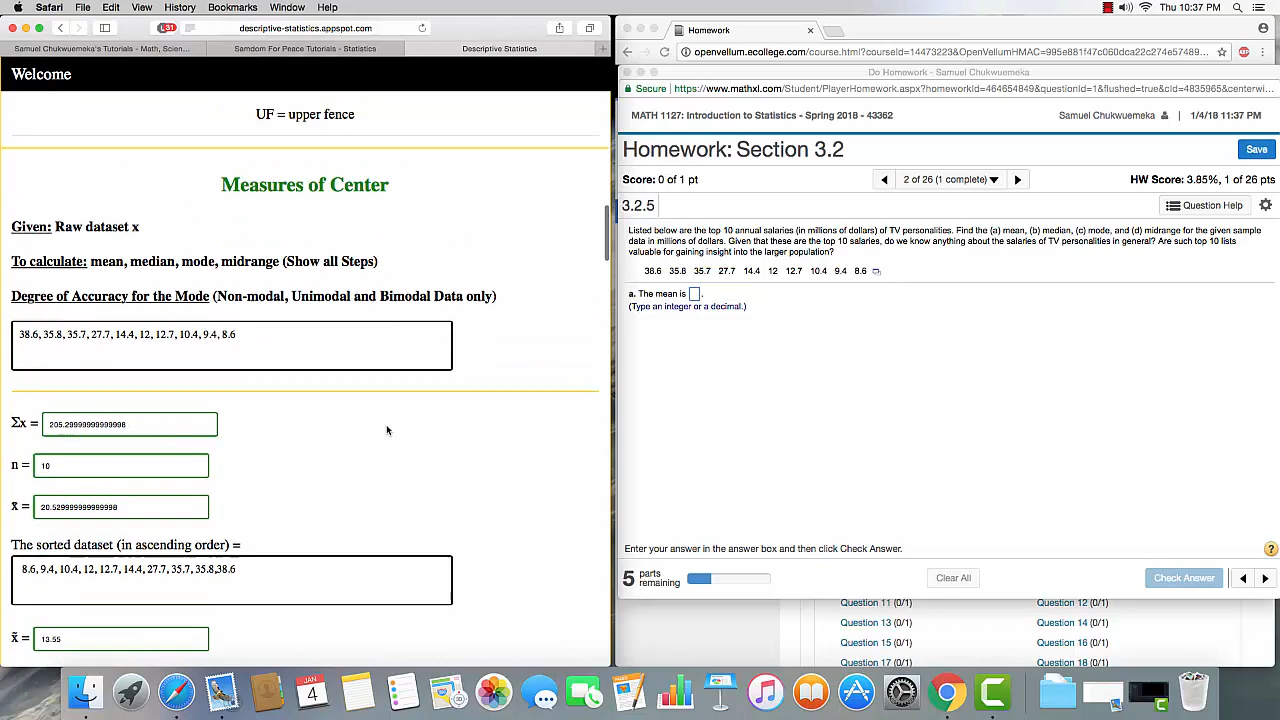 Safari File Edit View History Bookmarks Window Help
Thu 10:37 PM
31
descriptive-statistics.appspot.com
Samuel Chukwuemeka's Tutorials - Math, Scien...
Samdom For Peace Tutorials - Statistics
Descriptive Statistics
Welcome
UF = upper fence
Measures of Center
Given: Raw dataset x
To calculate: mean, median, mode, midrange (Show all Steps)
Degree of Accuracy for the Mode (Non-modal, Unimodal and Bimodal Data only)
38.6, 35.8, 35.7, 27.7, 14.4, 12, 12.7, 10.4, 9.4, 8.6
Σx = 205.29999999999998
n = 10
x̄ = 20.529999999999998
The sorted dataset (in ascending order) =
8.6, 9.4, 10.4, 12, 12.7, 14.4, 27.7, 35.7, 35.8,38.6
x̃ = 13.55
Homework
openvellum.ecollege.com/course.html?courseId=14473223&OpenVellumHMAC=995e881f47c060dca22c274e57489...
Do Homework - Samuel Chukwuemeka
Secure https://www.mathxl.com/Student/PlayerHomework.aspx?homeworkId=464654849&questionId=1&flushed=true&cId=4835965&centerwi...
MATH 1127: Introduction to Statistics - Spring 2018 - 43362
Samuel Chukwuemeka | 1/4/18 11:37 PM
Homework: Section 3.2
Save
Score: 0 of 1 pt
2 of 26 (1 complete)
HW Score: 3.85%, 1 of 26 pts
3.2.5
Question Help
Listed below are the top 10 annual salaries (in millions of dollars) of TV personalities. Find the (a) mean, (b) median, (c) mode, and (d) midrange for the given sample
data in millions of dollars. Given that these are the top 10 salaries, do we know anything about the salaries of TV personalities in general? Are such top 10 lists
valuable for gaining insight into the larger population?
38.6 35.8 35.7 27.7 14.4 12 12.7 10.4 9.4 8.6
a. The mean is .
(Type an integer or a decimal.)
Enter your answer in the answer box and then click Check Answer.
5 parts
remaining
Clear All
Check Answer
?
Question 11 (0/1) Question 12 (0/1)
Question 13 (0/1) Question 14 (0/1)
Question 15 (0/1) Question 16 (0/1)
Question 17 (0/1) Question 18 (0/1)
JAN
4